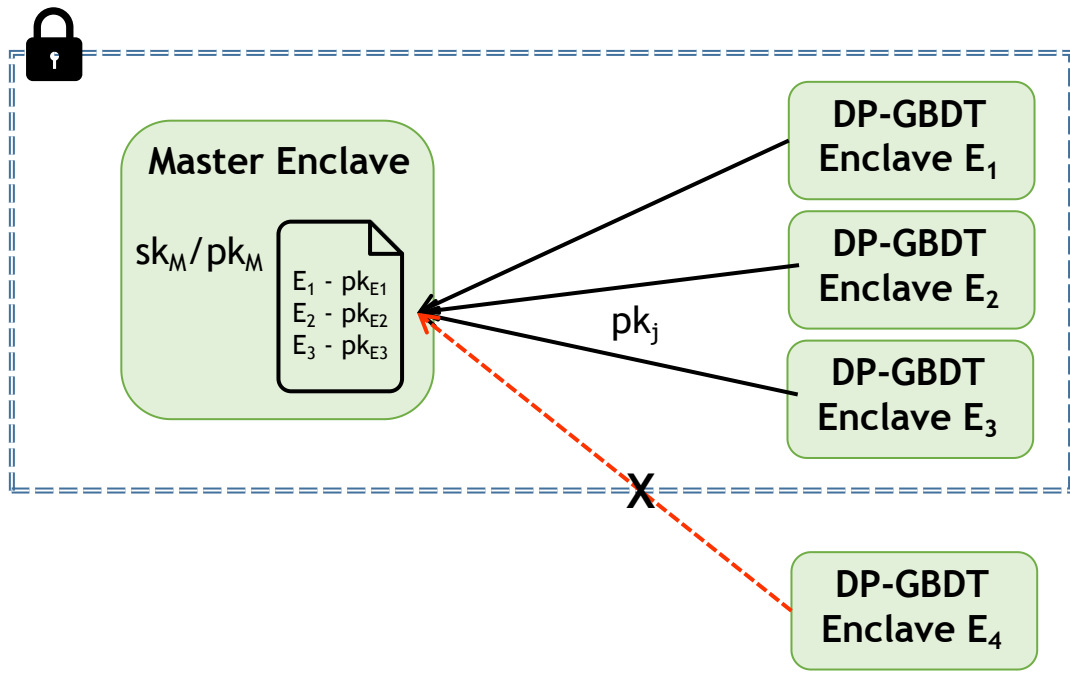 Master Enclave
sk_M/pk_M
E_1 - pk_E1
E_2 - pk_E2
E_3 - pk_E3
DP-GBDT
Enclave E_1
DP-GBDT
Enclave E_2
pk_j
DP-GBDT
Enclave E_3
X
DP-GBDT
Enclave E_4